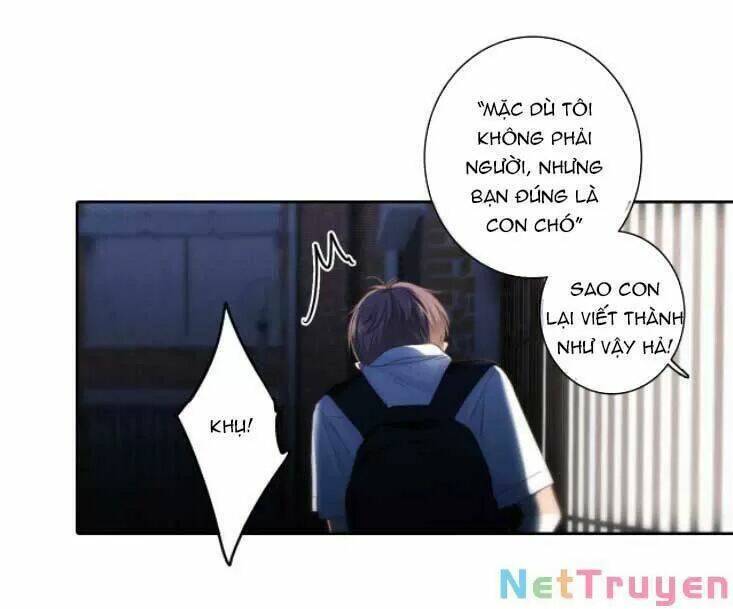 “MẶC DÙ TÔI
KHÔNG PHẢI
NGƯỜI, NHƯNG
BẠN ĐÚNG LÀ
CON CHÓ”
SAO CON
LẠI VIẾT THÀNH
NHƯ VẬY HẢ!
KHỤ!
NetTruyen